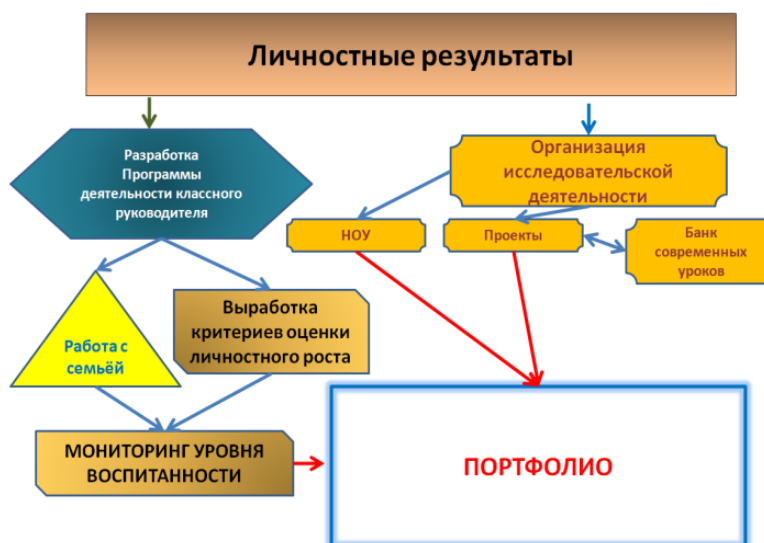 Личностные результаты
Разработка
Программы
деятельности классного
руководителя
Организация
исследовательской
деятельности
НОУ
Проекты
Банк
современных
уроков
Работа с
семьёй
Выработка
критериев оценки
личностного роста
МОНИТОРИНГ УРОВНЯ
ВОСПИТАННОСТИ
ПОРТФОЛИО